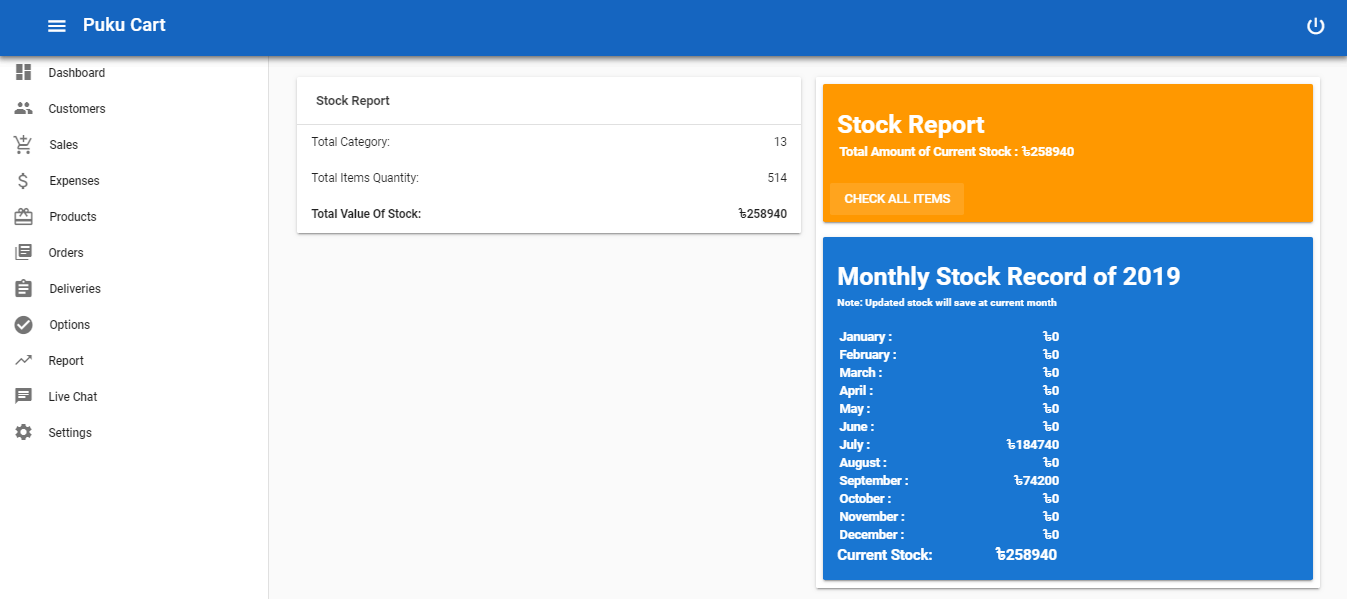 Puku Cart
Dashboard
Customers
Sales
Expenses
Products
Orders
Deliveries
Options
Report
Live Chat
Settings
Stock Report
Total Category: 13
Total Items Quantity: 514
Total Value Of Stock: ৳258940
Stock Report
Total Amount of Current Stock : ৳258940
CHECK ALL ITEMS
Monthly Stock Record of 2019
Note: Updated stock will save at current month
January : ৳0
February : ৳0
March : ৳0
April : ৳0
May : ৳0
June : ৳0
July : ৳184740
August : ৳0
September : ৳74200
October : ৳0
November : ৳0
December : ৳0
Current Stock: ৳258940